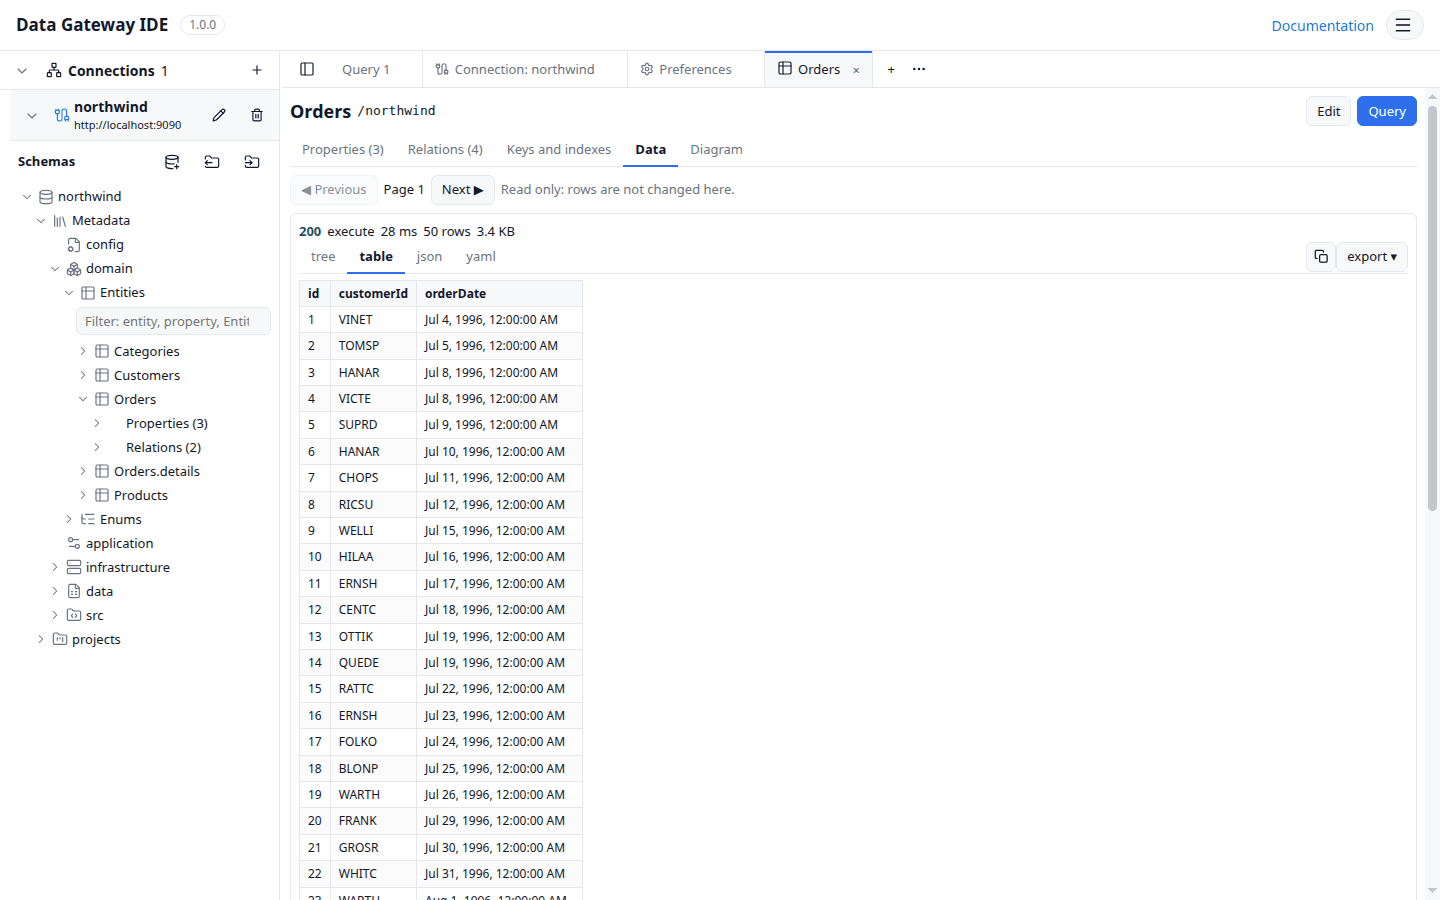 Data Gateway IDE 1.0.0 Documentation
Connections 1
northwind
http://localhost:9090
Schemas
northwind
Metadata
config
domain
Entities
Filter: entity, property, Entit
Categories
Customers
Orders
Properties (3)
Relations (2)
Orders.details
Products
Enums
application
infrastructure
data
src
projects
Query 1 Connection: northwind Preferences Orders × + ···
Orders /northwind Edit Query
Properties (3) Relations (4) Keys and indexes Data Diagram
◀ Previous Page 1 Next ▶ Read only: rows are not changed here.
200 execute 28 ms 50 rows 3.4 KB
tree table json yaml export ▾
id customerId orderDate
1 VINET Jul 4, 1996, 12:00:00 AM
2 TOMSP Jul 5, 1996, 12:00:00 AM
3 HANAR Jul 8, 1996, 12:00:00 AM
4 VICTE Jul 8, 1996, 12:00:00 AM
5 SUPRD Jul 9, 1996, 12:00:00 AM
6 HANAR Jul 10, 1996, 12:00:00 AM
7 CHOPS Jul 11, 1996, 12:00:00 AM
8 RICSU Jul 12, 1996, 12:00:00 AM
9 WELLI Jul 15, 1996, 12:00:00 AM
10 HILAA Jul 16, 1996, 12:00:00 AM
11 ERNSH Jul 17, 1996, 12:00:00 AM
12 CENTC Jul 18, 1996, 12:00:00 AM
13 OTTIK Jul 19, 1996, 12:00:00 AM
14 QUEDE Jul 19, 1996, 12:00:00 AM
15 RATTC Jul 22, 1996, 12:00:00 AM
16 ERNSH Jul 23, 1996, 12:00:00 AM
17 FOLKO Jul 24, 1996, 12:00:00 AM
18 BLONP Jul 25, 1996, 12:00:00 AM
19 WARTH Jul 26, 1996, 12:00:00 AM
20 FRANK Jul 29, 1996, 12:00:00 AM
21 GROSR Jul 30, 1996, 12:00:00 AM
22 WHITC Jul 31, 1996, 12:00:00 AM
23 WARTH Aug 1, 1996, 12:00:00 AM